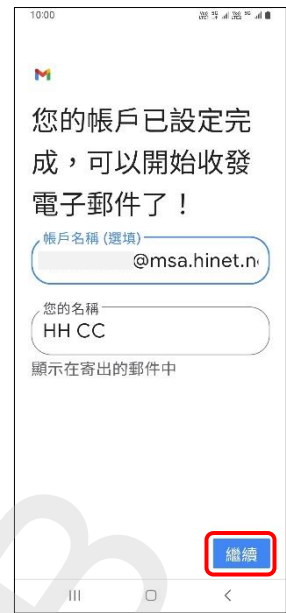 10:00
您的帳戶已設定完
成，可以開始收發
電子郵件了！
帳戶名稱 (選填)
@msa.hinet.n
您的名稱
HH CC
顯示在寄出的郵件中
繼續